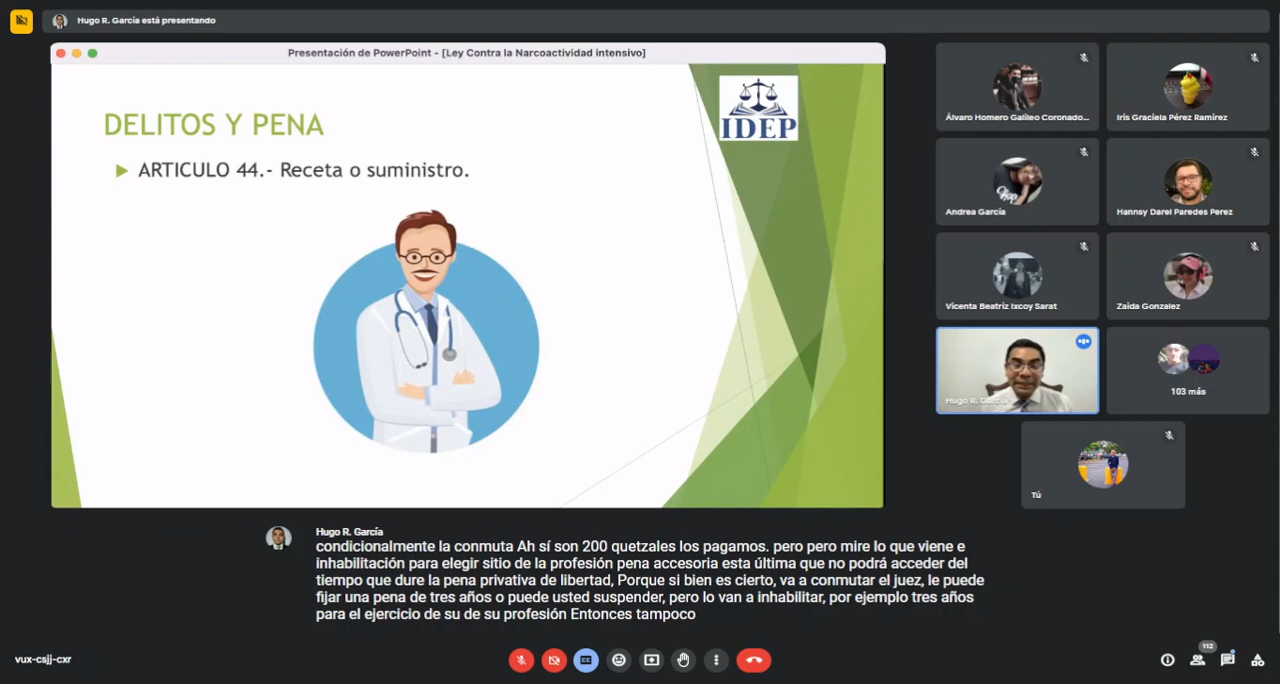 Hugo R. García está presentando
Presentación de PowerPoint - [Ley Contra la Narcoactividad intensivo]
DELITOS Y PENA
ARTICULO 44.- Receta o suministro.
IDEP
Álvaro Homero Galileo Coronado...
Iris Graciela Pérez Ramirez
Andrea García
Hannsy Darel Paredes Perez
Vicenta Beatriz Ixcoy Sarat
Zaida Gonzalez
Hugo R. García
103 más
Tú
Hugo R. García
condicionalmente la conmuta Ah sí son 200 quetzales los pagamos. pero pero mire lo que viene e
inhabilitación para elegir sitio de la profesión pena accesoria esta última que no podrá acceder del
tiempo que dure la pena privativa de libertad, Porque si bien es cierto, va a conmutar el juez, le puede
fijar una pena de tres años o puede usted suspender, pero lo van a inhabilitar, por ejemplo tres años
para el ejercicio de su de su profesión Entonces tampoco
vux-csjj-cxr
CC
112